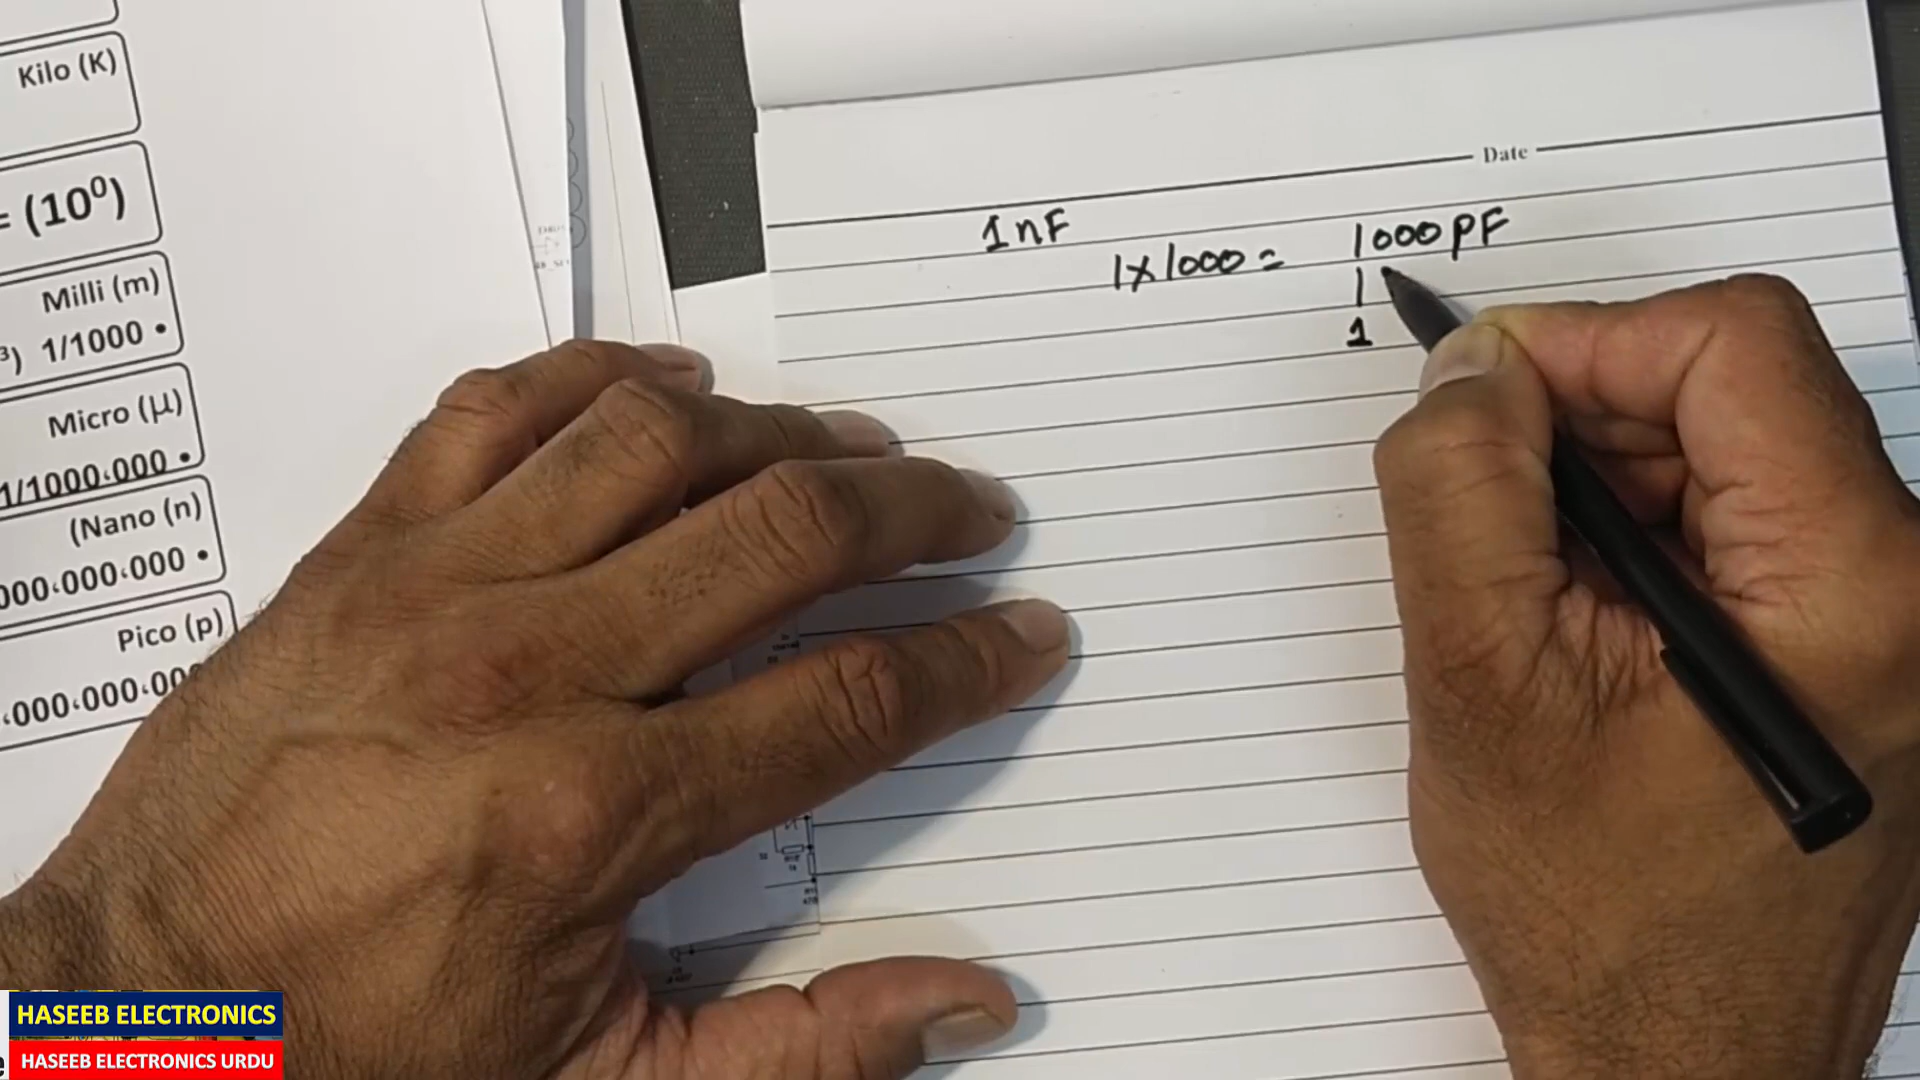 Kilo (K)
= (10⁰)
Milli (m)
³) 1/1000 •
Micro (μ)
1/1000،000 •
(Nano (n)
000،000،000 •
Pico (p)
،000،000،00
Date
1nF
1x1000= 1000pF
1
1
HASEEB ELECTRONICS
HASEEB ELECTRONICS URDU